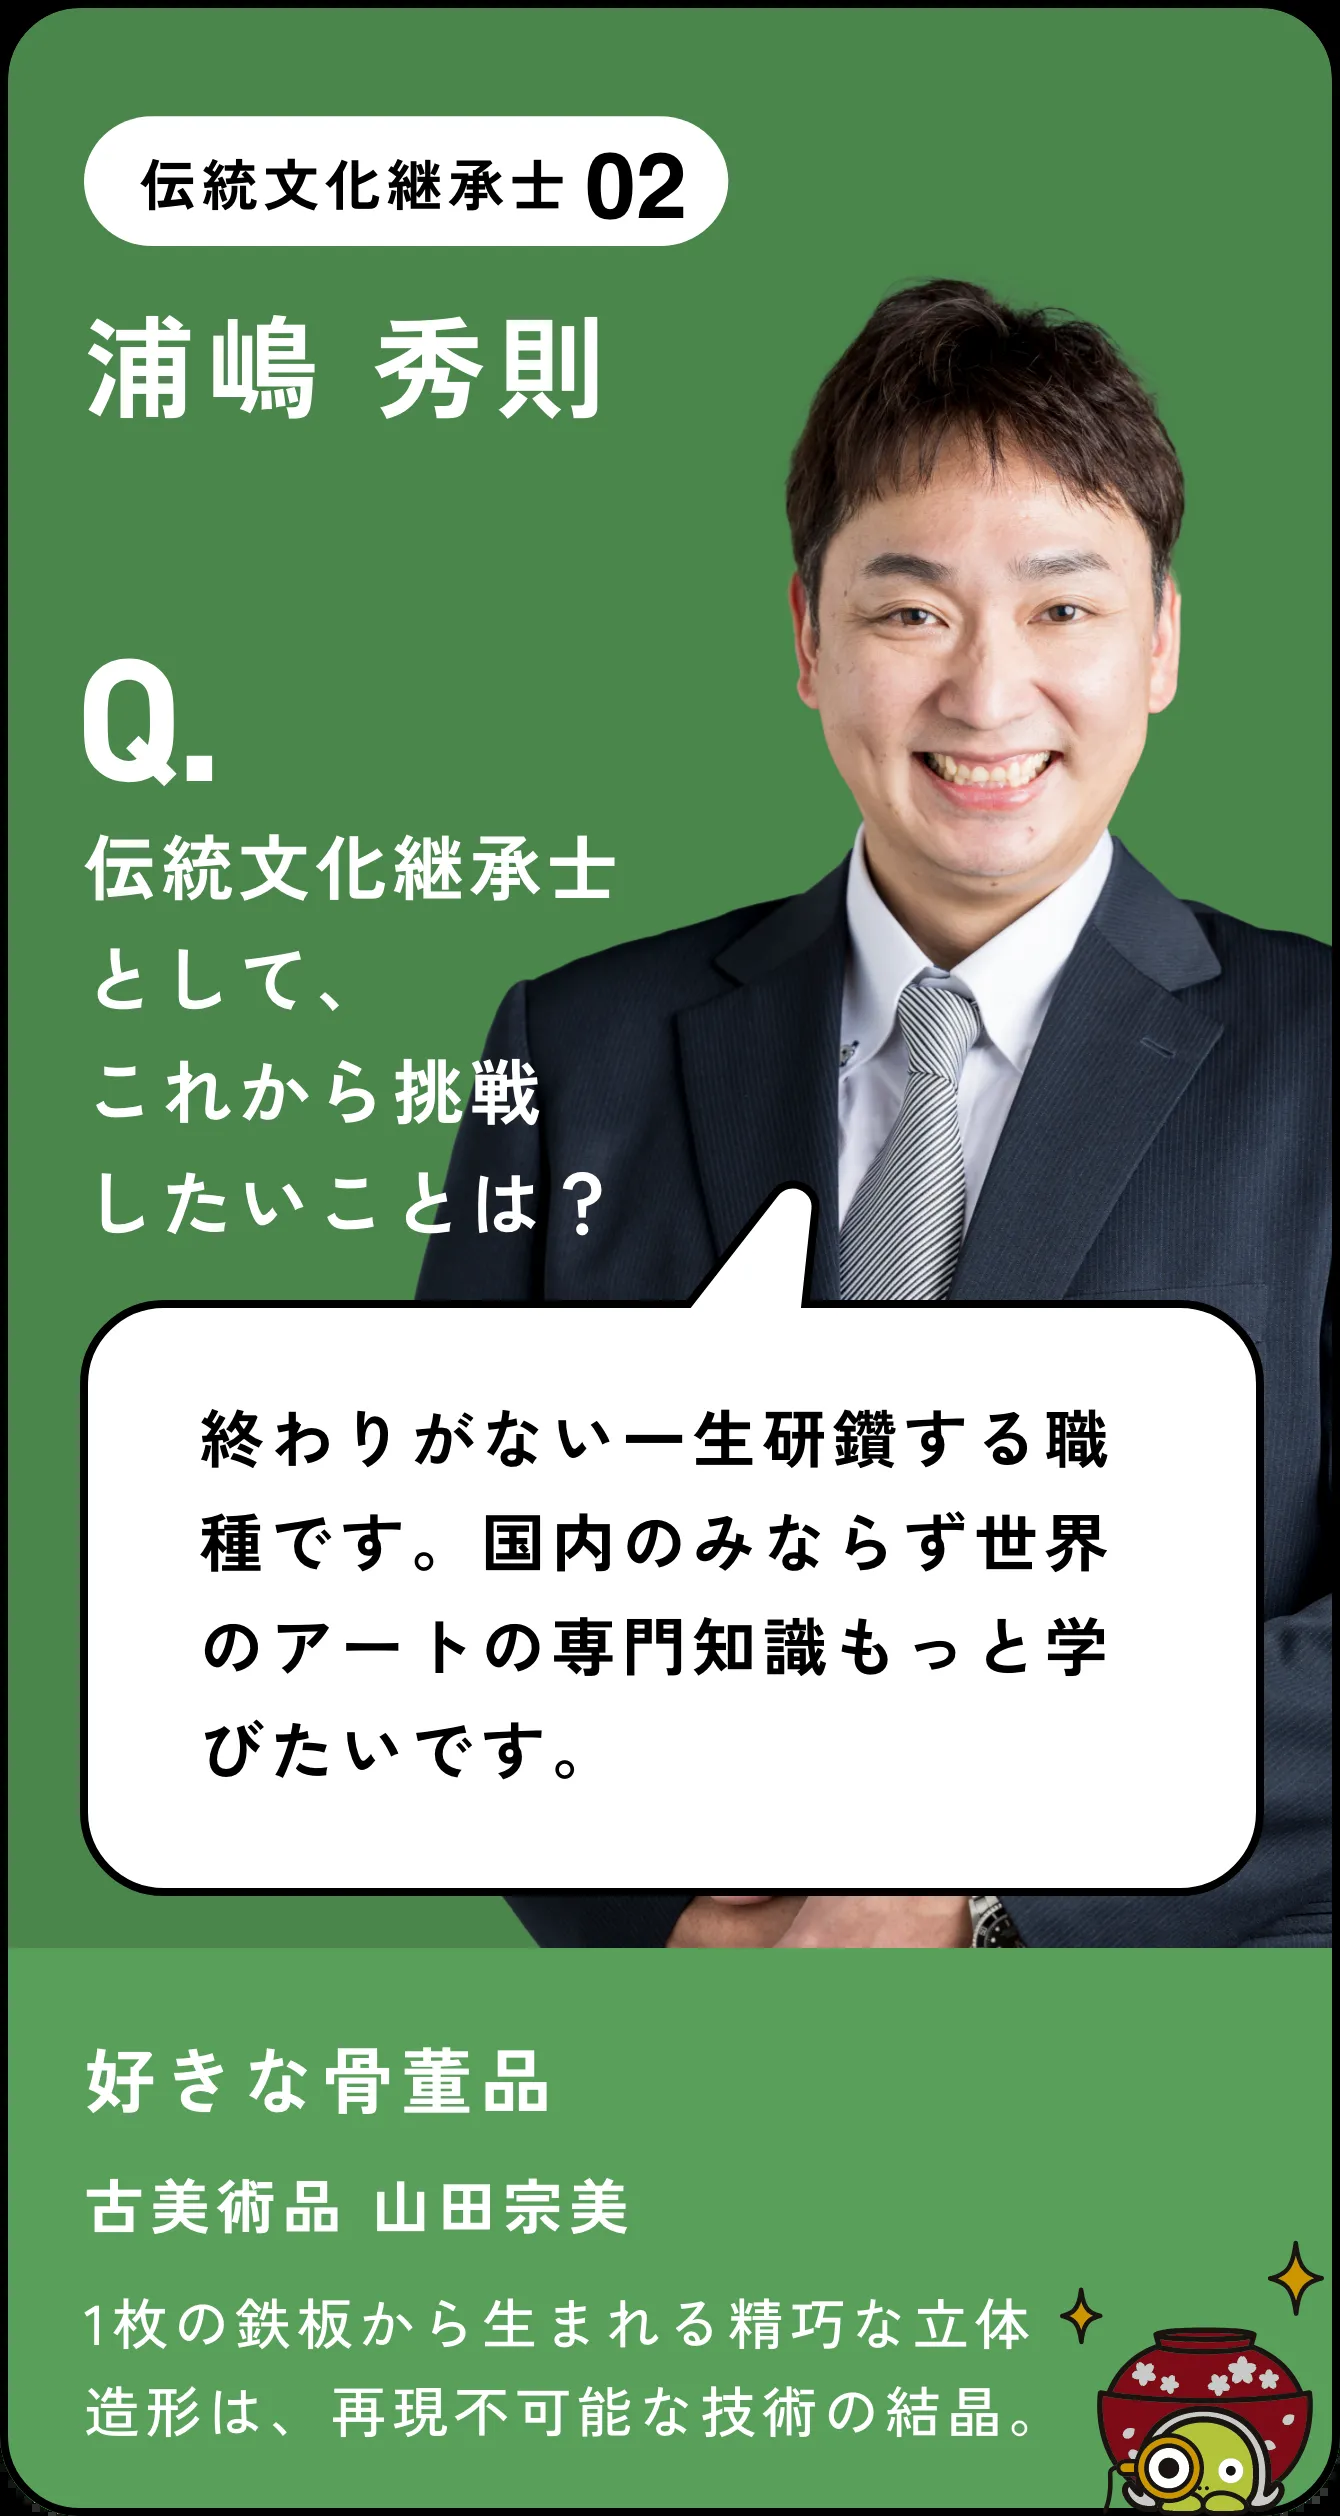 伝統文化継承士 02
浦嶋 秀則
Q.
伝統文化継承士
として、
これから挑戦
したいことは？
終わりがない一生研鑽する職
種です。国内のみならず世界
のアートの専門知識もっと学
びたいです。
好きな骨董品
古美術品 山田宗美
1枚の鉄板から生まれる精巧な立体
造形は、再現不可能な技術の結晶。